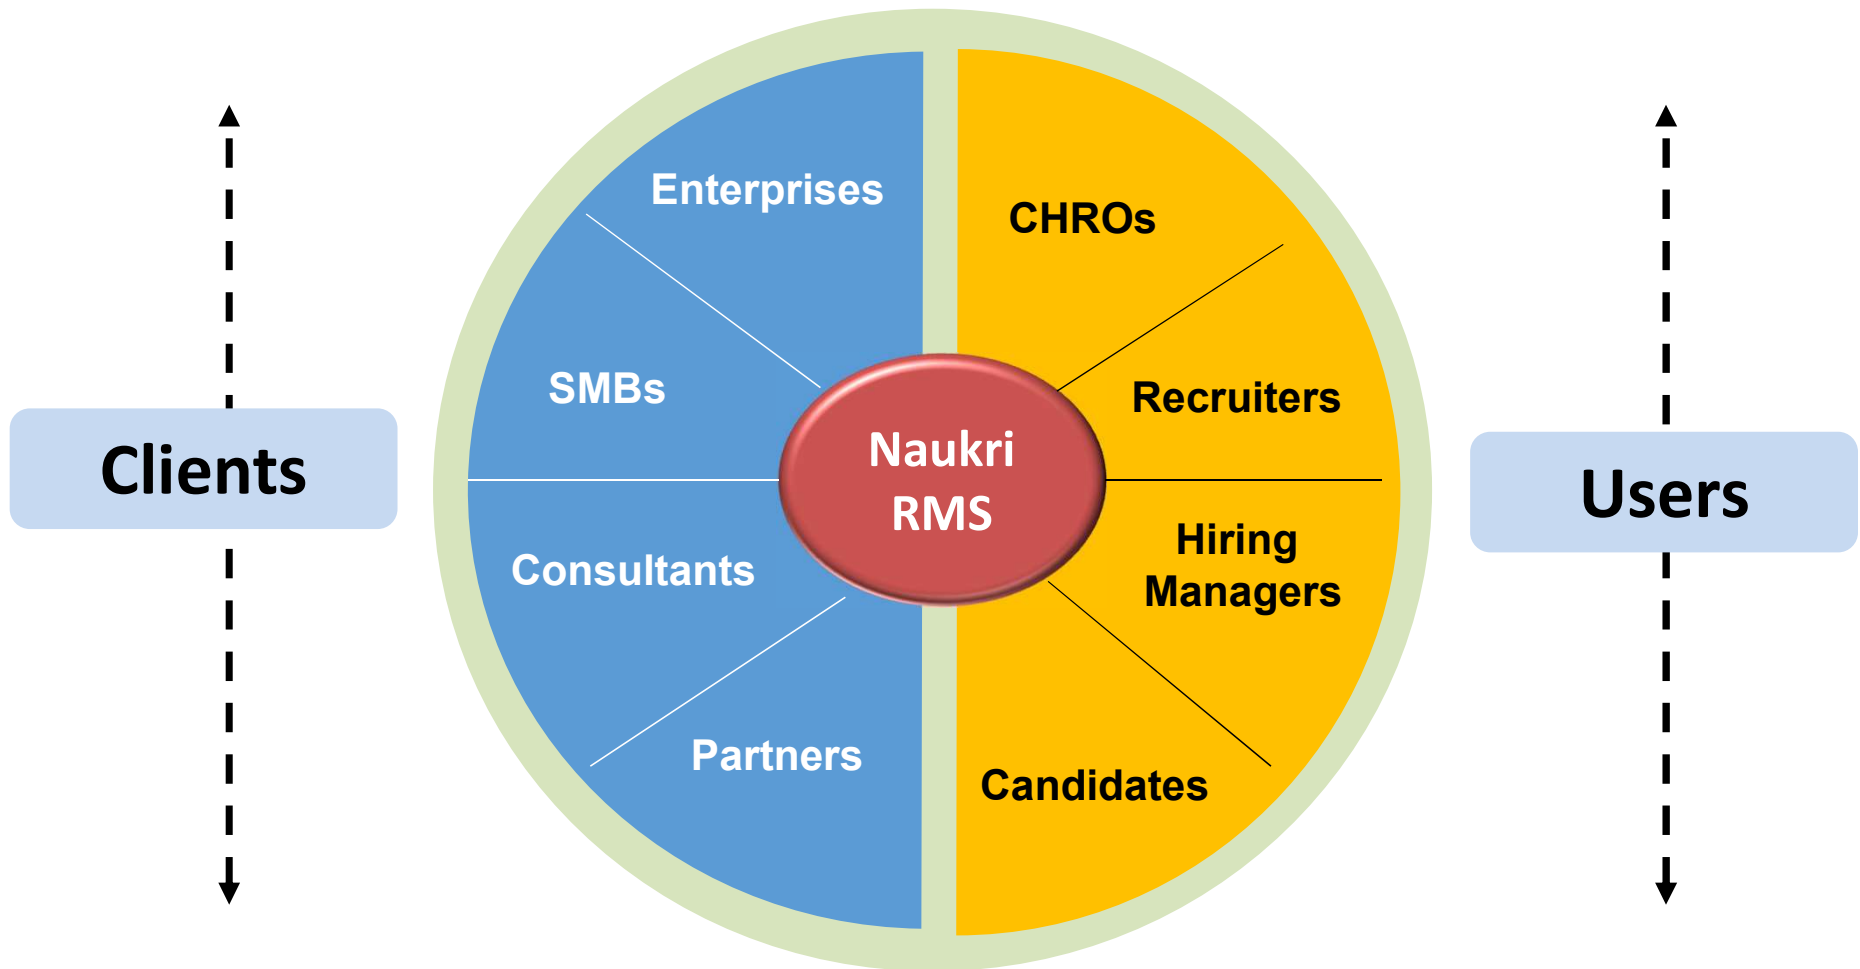 Clients
Enterprises
SMBs
Consultants
Partners
Naukri
RMS
CHROs
Recruiters
Hiring
Managers
Candidates
Users